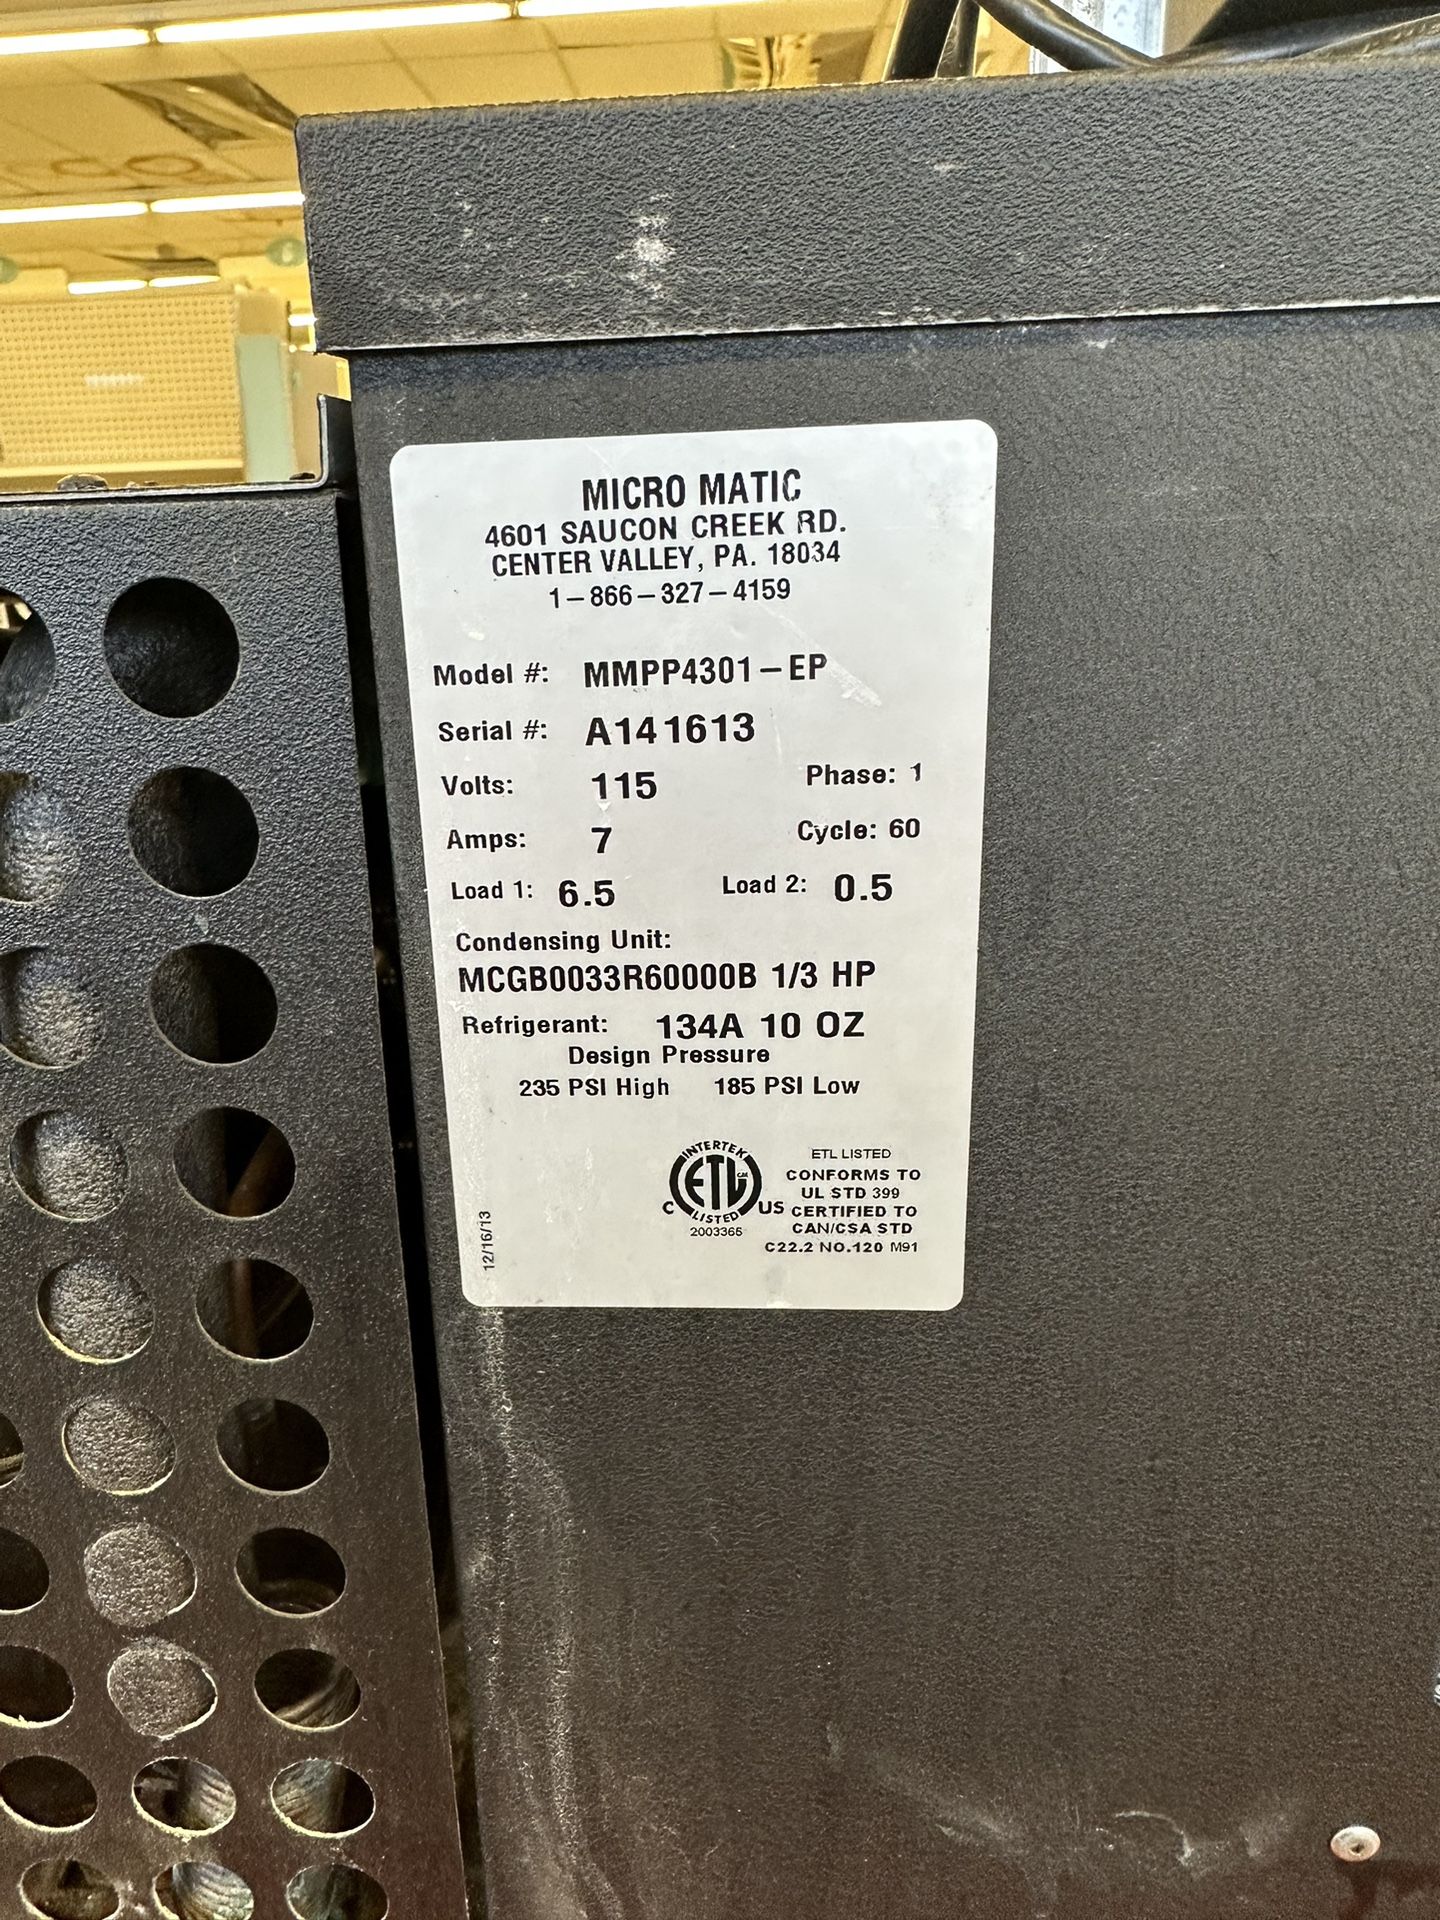 MICRO MATIC
4601 SAUCON CREEK RD.
CENTER VALLEY, PA. 18034
1-866-327-4159
Model #: MMPP4301-EP
Serial #: A141613
Volts: 115 Phase: 1
Amps: 7 Cycle: 60
Load 1: 6.5 Load 2: 0.5
Condensing Unit:
MCGB0033R60000B 1/3 HP
Refrigerant: 134A 10 OZ
Design Pressure
235 PSI High 185 PSI Low
INTERTEK
ETL
CM
LISTED
C US
2003365
ETL LISTED
CONFORMS TO
UL STD 399
CERTIFIED TO
CAN/CSA STD
C22.2 NO.120 M91
12/16/13